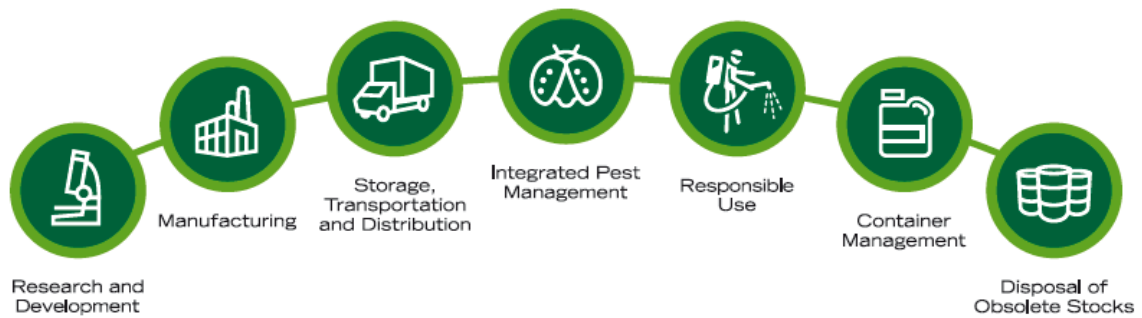 Research and
Development
Manufacturing
Storage,
Transportation
and Distribution
Integrated Pest
Management
Responsible
Use
Container
Management
Disposal of
Obsolete Stocks